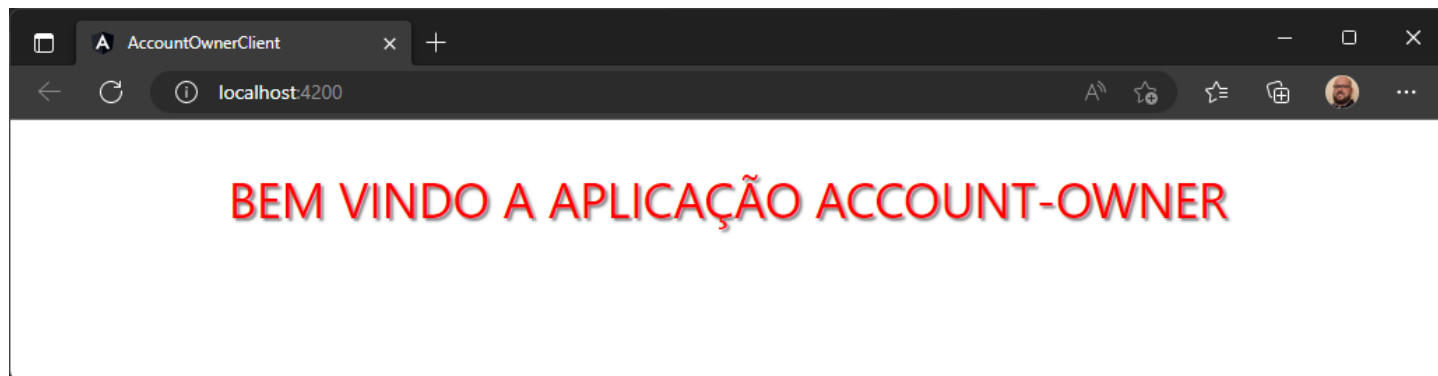 AccountOwnerClient
localhost:4200
BEM VINDO A APLICAÇÃO ACCOUNT-OWNER